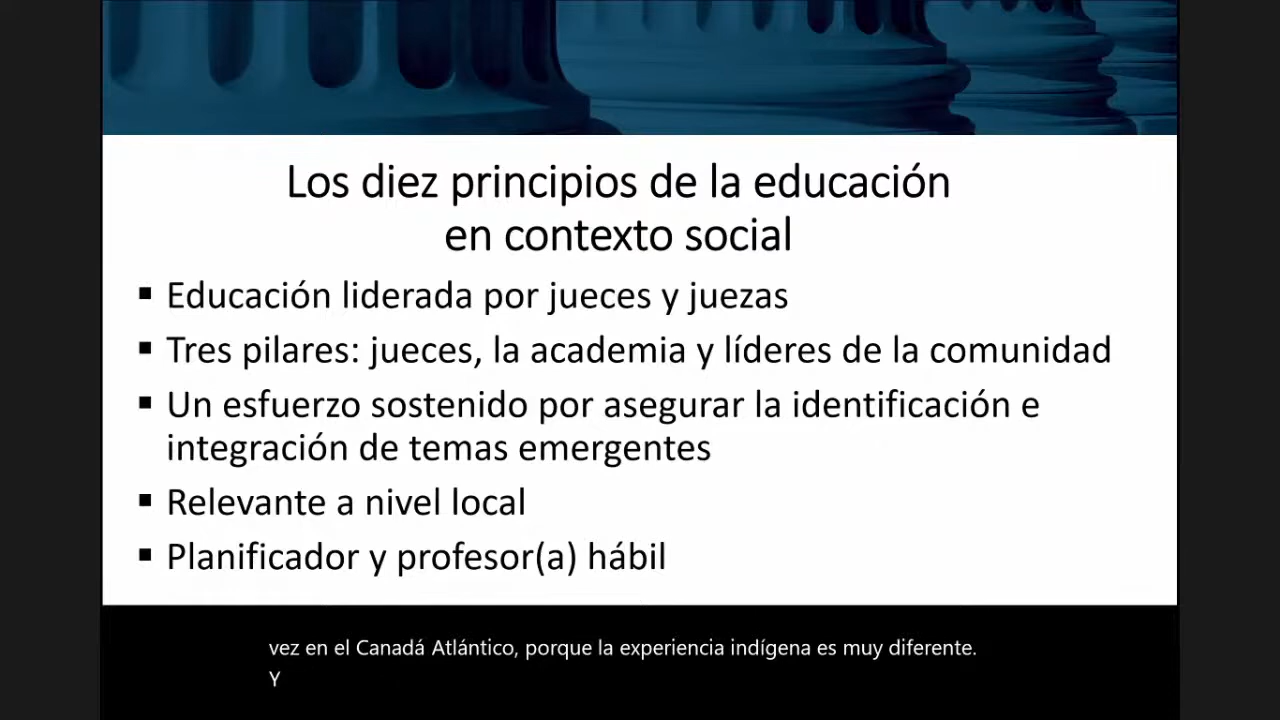 Los diez principios de la educación
en contexto social
▪ Educación liderada por jueces y juezas
▪ Tres pilares: jueces, la academia y líderes de la comunidad
▪ Un esfuerzo sostenido por asegurar la identificación e
integración de temas emergentes
▪ Relevante a nivel local
▪ Planificador y profesor(a) hábil
vez en el Canadá Atlántico, porque la experiencia indígena es muy diferente.
Y